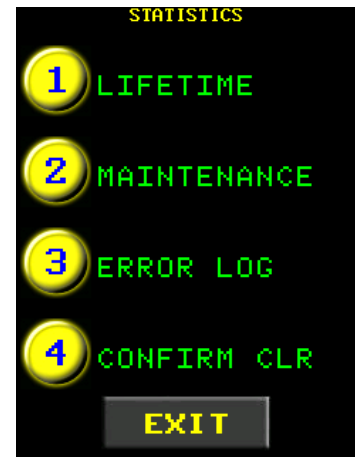 STATISTICS
1 LIFETIME
2 MAINTENANCE
3 ERROR LOG
4 CONFIRM CLR
EXIT